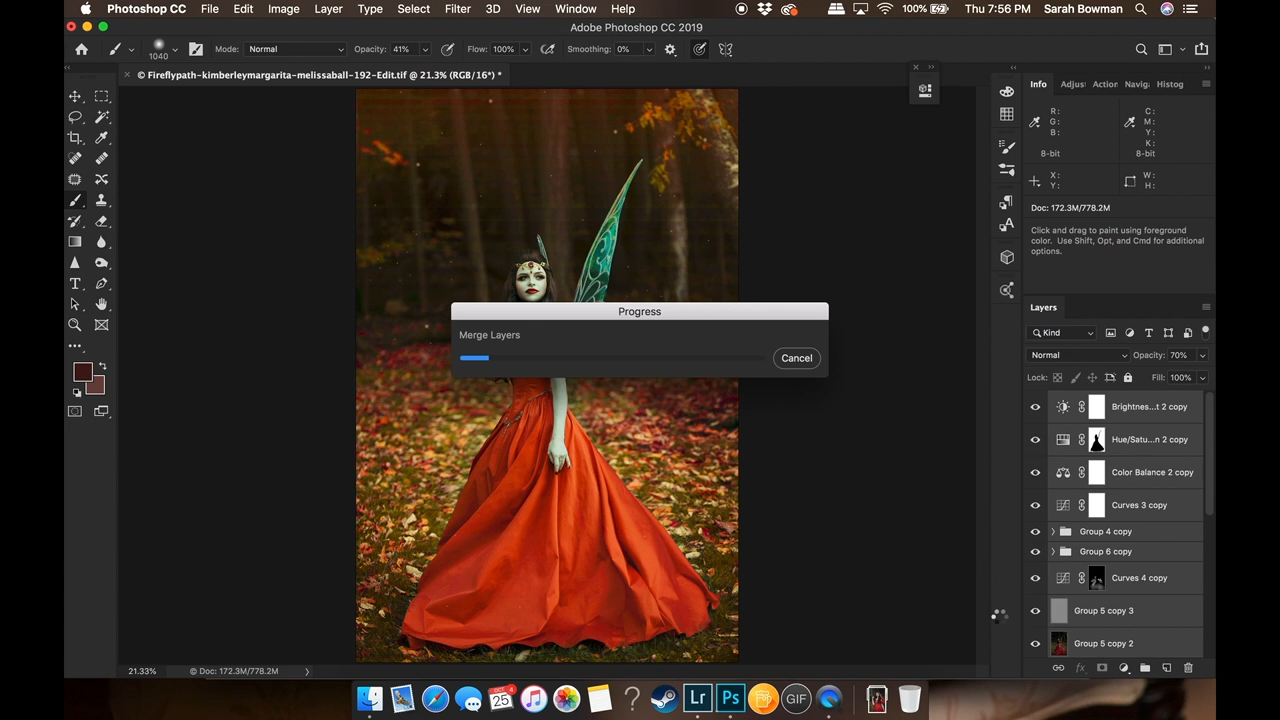 Photoshop CC File Edit Image Layer Type Select Filter 3D View Window Help 100% Thu 7:56 PM Sarah Bowman
Adobe Photoshop CC 2019
1040 Mode: Normal Opacity: 41% Flow: 100% Smoothing: 0%
© Fireflypath-kimberleymargarita-melissaball-192-Edit.tif @ 21.3% (RGB/16*) *
Info Adjus Action Navig Histog
R: C:
G: M:
B: Y:
K:
8-bit 8-bit
X: W:
Y: H:
Doc: 172.3M/778.2M
Click and drag to paint using foreground
color. Use Shift, Opt, and Cmd for additional
options.
Progress
Merge Layers
Cancel
Layers
Kind
Normal Opacity: 70%
Lock: Fill: 100%
Brightnes...t 2 copy
Hue/Satu...n 2 copy
Color Balance 2 copy
Curves 3 copy
Group 4 copy
Group 6 copy
Curves 4 copy
Group 5 copy 3
Group 5 copy 2
21.33% © Doc: 172.3M/778.2M
OCT 4
25 ? Lr Ps GIF